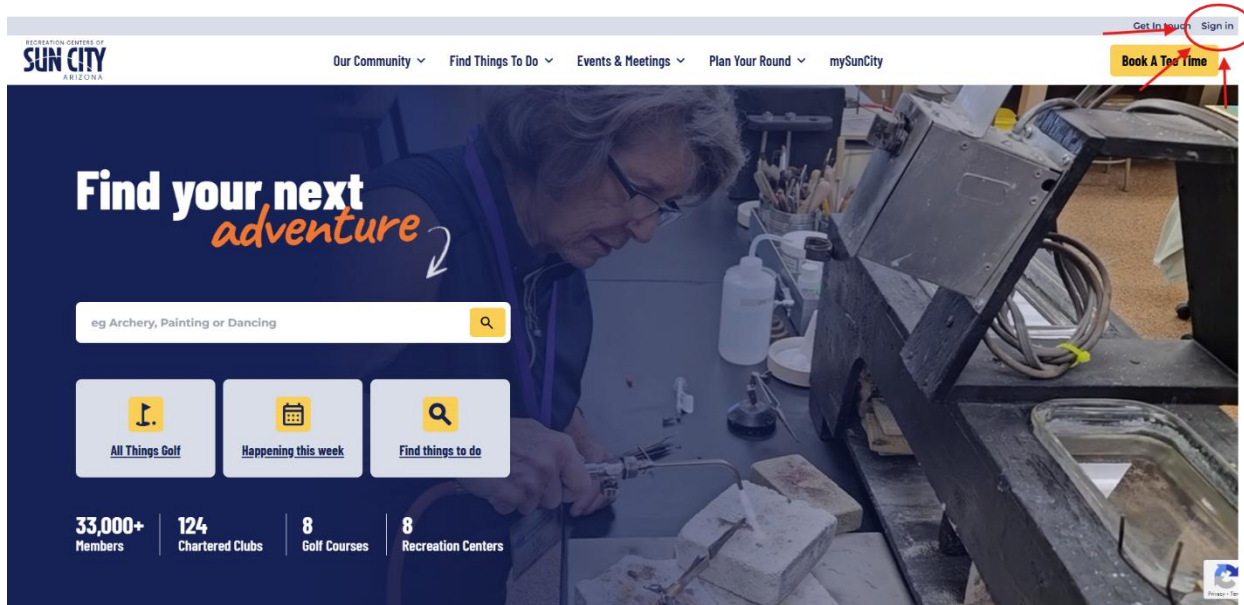 Get In touch Sign in
RECREATION CENTERS OF
SUN CITY
ARIZONA
Our Community Find Things To Do Events & Meetings Plan Your Round mySunCity
Book A Tee Time
Find your next
adventure
eg Archery, Painting or Dancing
All Things Golf Happening this week Find things to do
33,000+ 124 8 8
Members Chartered Clubs Golf Courses Recreation Centers
Privacy -